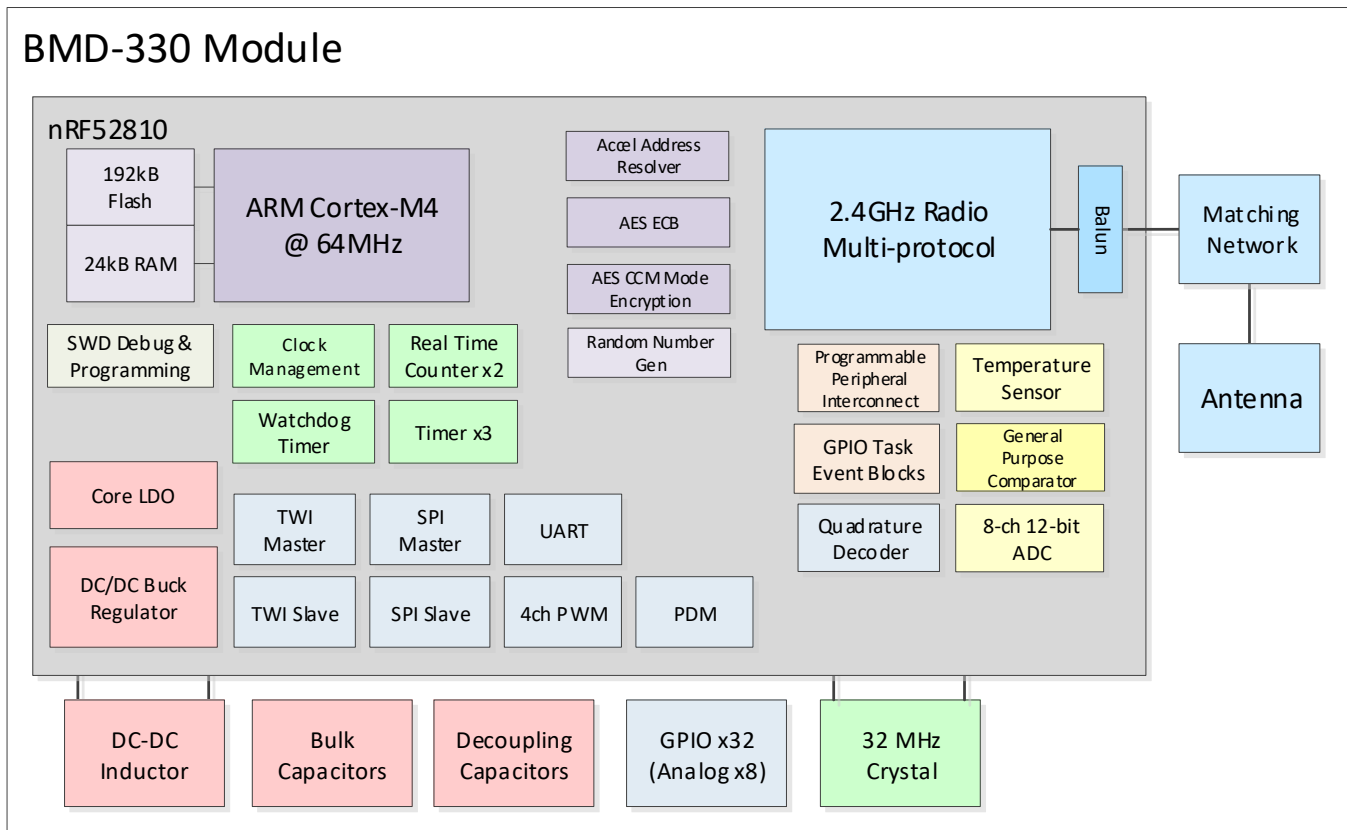 BMD-330 Module
nRF52810
192kB
Flash
24kB RAM
ARM Cortex-M4
@ 64MHz
Accel Address
Resolver
AES ECB
AES CCM Mode
Encryption
Random Number
Gen
2.4GHz Radio
Multi-protocol
Balun
Matching
Network
Antenna
SWD Debug &
Programming
Clock
Management
Real Time
Counter x2
Watchdog
Timer
Timer x3
Programmable
Peripheral
Interconnect
Temperature
Sensor
GPIO Task
Event Blocks
General
Purpose
Comparator
Quadrature
Decoder
8-ch 12-bit
ADC
Core LDO
DC/DC Buck
Regulator
TWI
Master
SPI
Master
UART
TWI Slave
SPI Slave
4ch PWM
PDM
DC-DC
Inductor
Bulk
Capacitors
Decoupling
Capacitors
GPIO x32
(Analog x8)
32 MHz
Crystal